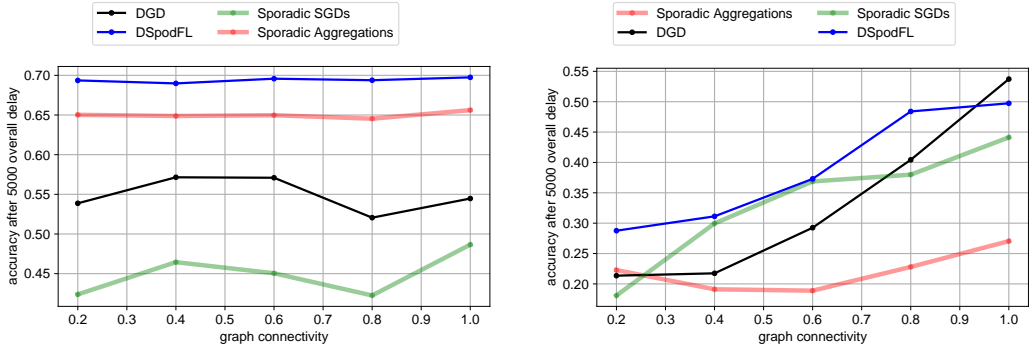 DGD
DSpodFL
Sporadic SGDs
Sporadic Aggregations
accuracy after 5000 overall delay
0.70
0.65
0.60
0.55
0.50
0.45
0.2 0.3 0.4 0.5 0.6 0.7 0.8 0.9 1.0
graph connectivity
Sporadic Aggregations
DGD
Sporadic SGDs
DSpodFL
accuracy after 5000 overall delay
0.55
0.50
0.45
0.40
0.35
0.30
0.25
0.20
0.2 0.3 0.4 0.5 0.6 0.7 0.8 0.9 1.0
graph connectivity